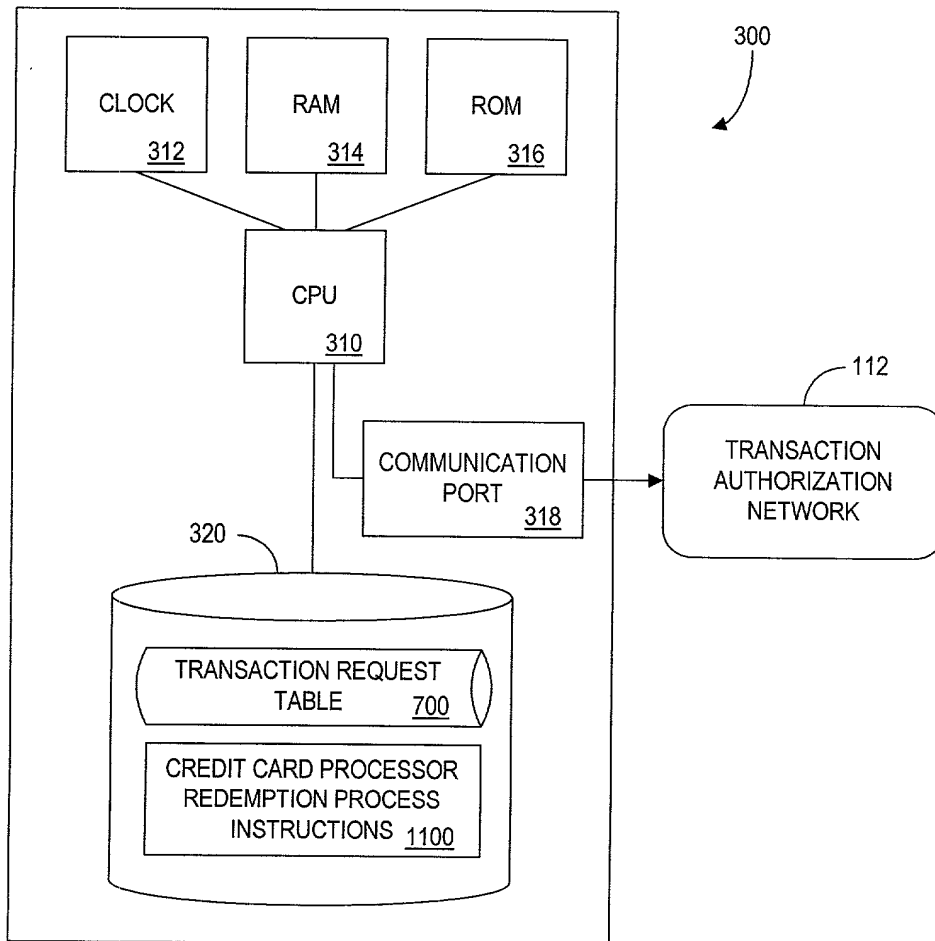 300
CLOCK
312
RAM
314
ROM
316
CPU
310
112
COMMUNICATION
PORT
318
TRANSACTION
AUTHORIZATION
NETWORK
320
TRANSACTION REQUEST
TABLE 700
CREDIT CARD PROCESSOR
REDEMPTION PROCESS
INSTRUCTIONS 1100